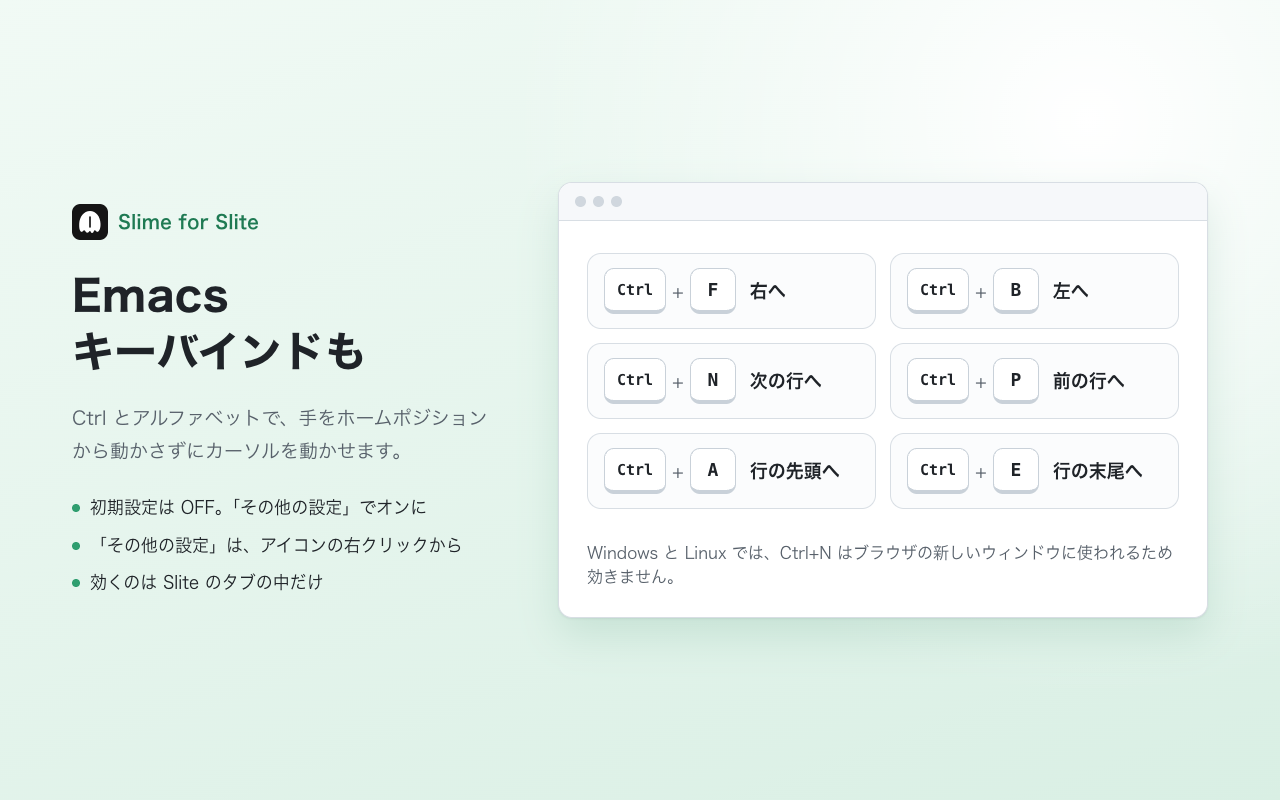 Slime for Slite
Emacs
キーバインドも
Ctrl とアルファベットで、手をホームポジション
から動かさずにカーソルを動かせます。
初期設定は OFF。「その他の設定」でオンに
「その他の設定」は、アイコンの右クリックから
効くのは Slite のタブの中だけ
Ctrl + F 右へ
Ctrl + B 左へ
Ctrl + N 次の行へ
Ctrl + P 前の行へ
Ctrl + A 行の先頭へ
Ctrl + E 行の末尾へ
Windows と Linux では、Ctrl+N はブラウザの新しいウィンドウに使われるため
効きません。